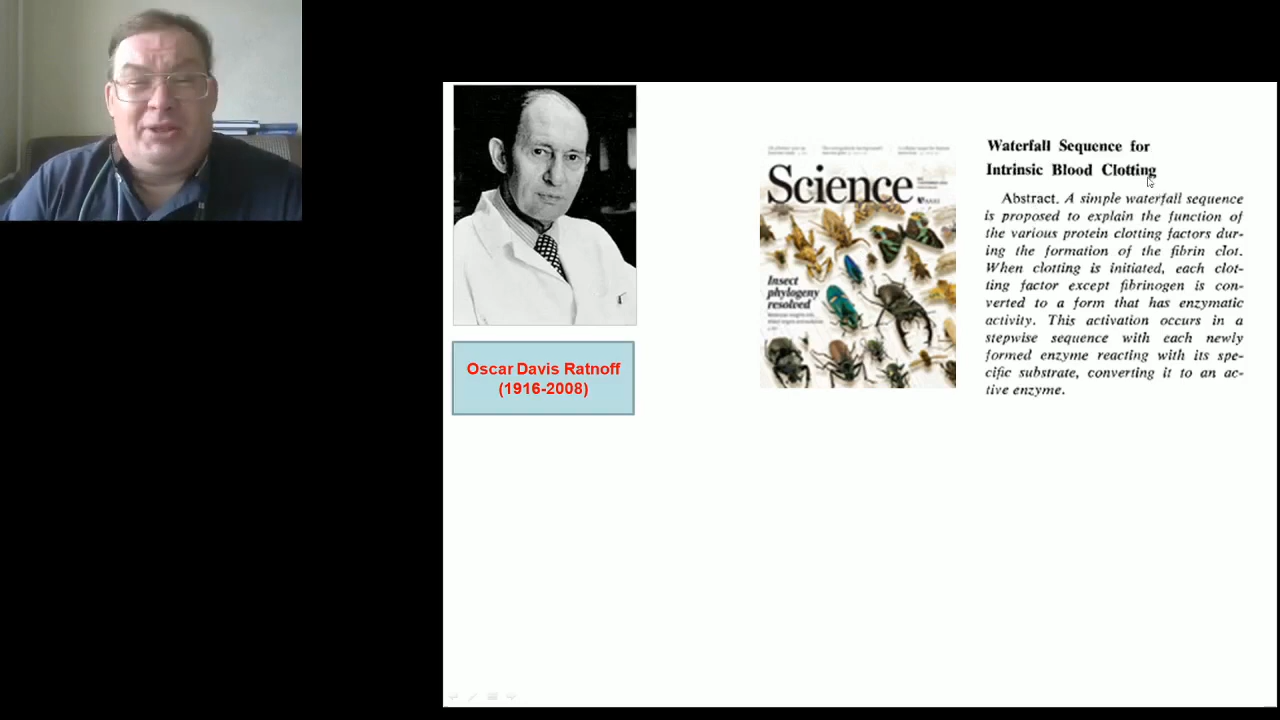 Oscar Davis Ratnoff
(1916-2008)
Science
Insect
phylogeny
resolved
Waterfall Sequence for
Intrinsic Blood Clotting
Abstract. A simple waterfall sequence
is proposed to explain the function of
the various protein clotting factors dur-
ing the formation of the fibrin clot.
When clotting is initiated, each clot-
ting factor except fibrinogen is con-
verted to a form that has enzymatic
activity. This activation occurs in a
stepwise sequence with each newly
formed enzyme reacting with its spe-
cific substrate, converting it to an ac-
tive enzyme.